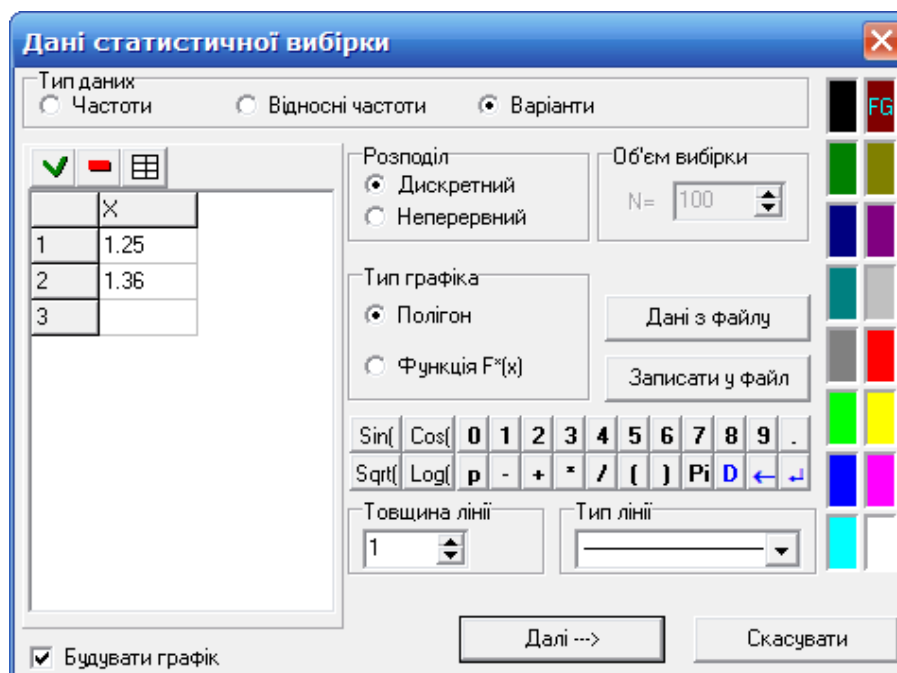 Дані статистичної вибірки
Тип даних
Частоти Відносні частоти Варіанти
FG
X
1 1.25
2 1.36
3
Розподіл
Дискретний
Неперервний
Об'єм вибірки
N= 100
Тип графіка
Полігон
Функція F*(x)
Дані з файлу
Записати у файл
Sin( Cos( 0 1 2 3 4 5 6 7 8 9 .
Sqrt( Log( p - + * / ( ) Pi D ← ↵
Товщина лінії
1
Тип лінії
Будувати графік
Далі --->
Скасувати